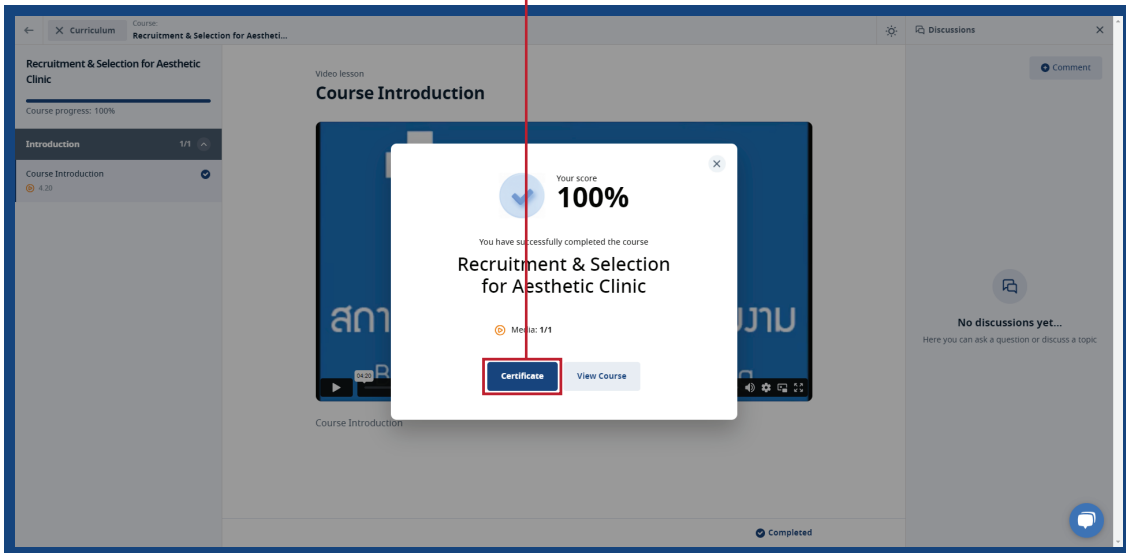 Curriculum
Course:
Recruitment & Selection for Aestheti...
Discussions
Recruitment & Selection for Aesthetic
Clinic
Course progress: 100%
Introduction 1/1
Course Introduction
4:20
Video lesson
Course Introduction
Your score
100%
You have successfully completed the course
Recruitment & Selection
for Aesthetic Clinic
Media: 1/1
Certificate
View Course
04:20
Course Introduction
Completed
Comment
No discussions yet...
Here you can ask a question or discuss a topic